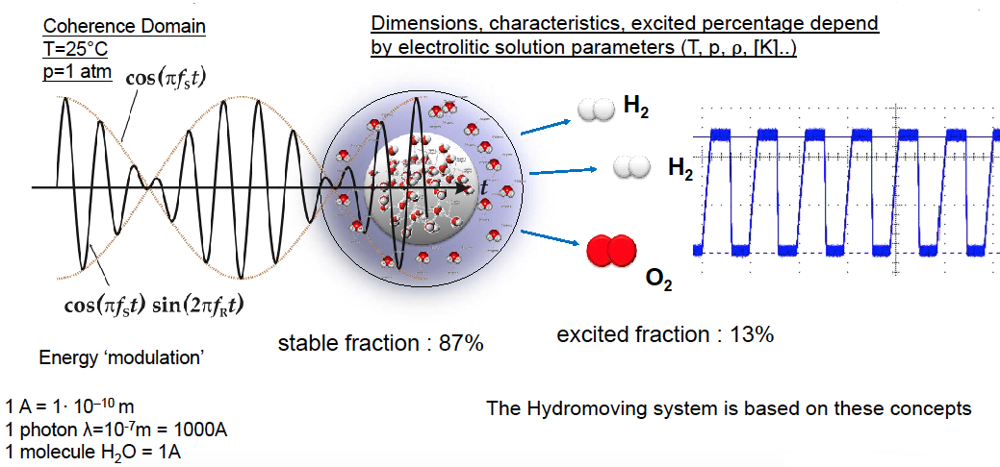 Coherence Domain
T=25°C
p=1 atm
Dimensions, characteristics, excited percentage depend
by electrolitic solution parameters (T, p, ρ, [K]..)
cos(πfₛt)
H₂
H₂
O₂
t
cos(πfₛt) sin(2πf_Rt)
stable fraction : 87%
excited fraction : 13%
Energy ‘modulation’
1 A = 1· 10⁻¹⁰ m
1 photon λ=10⁻⁷m = 1000A
1 molecule H₂O = 1A
The Hydromoving system is based on these concepts